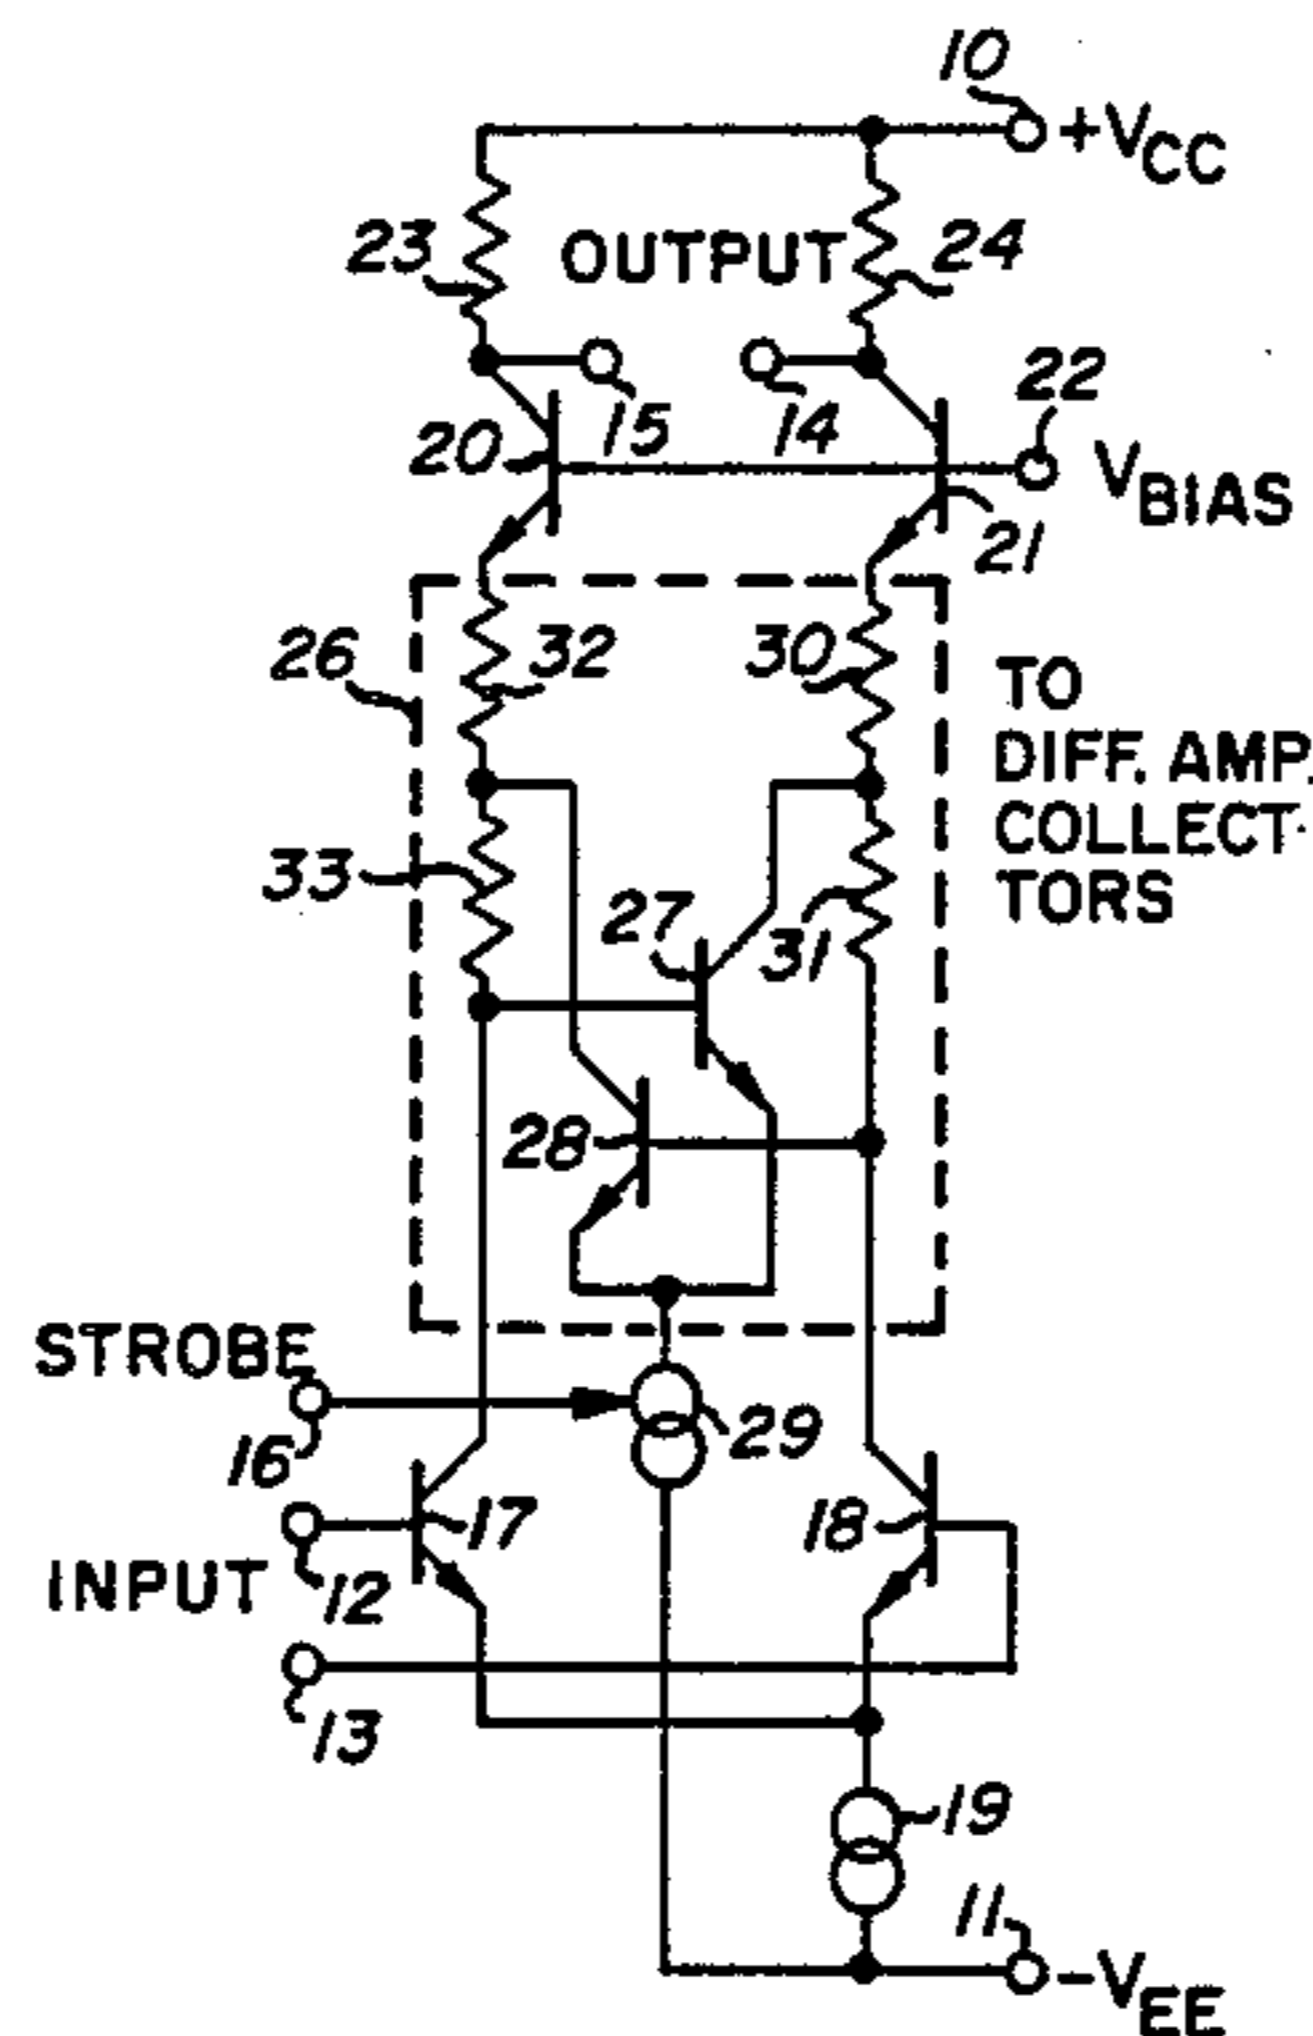 10
+VCC
23
OUTPUT
24
15
14
22
20
VBIAS
21
26
32
30
TO
DIFF. AMP.
COLLECT-
TORS
33
27
31
28
STROBE
29
16
17
18
INPUT
12
13
19
11
-VEE